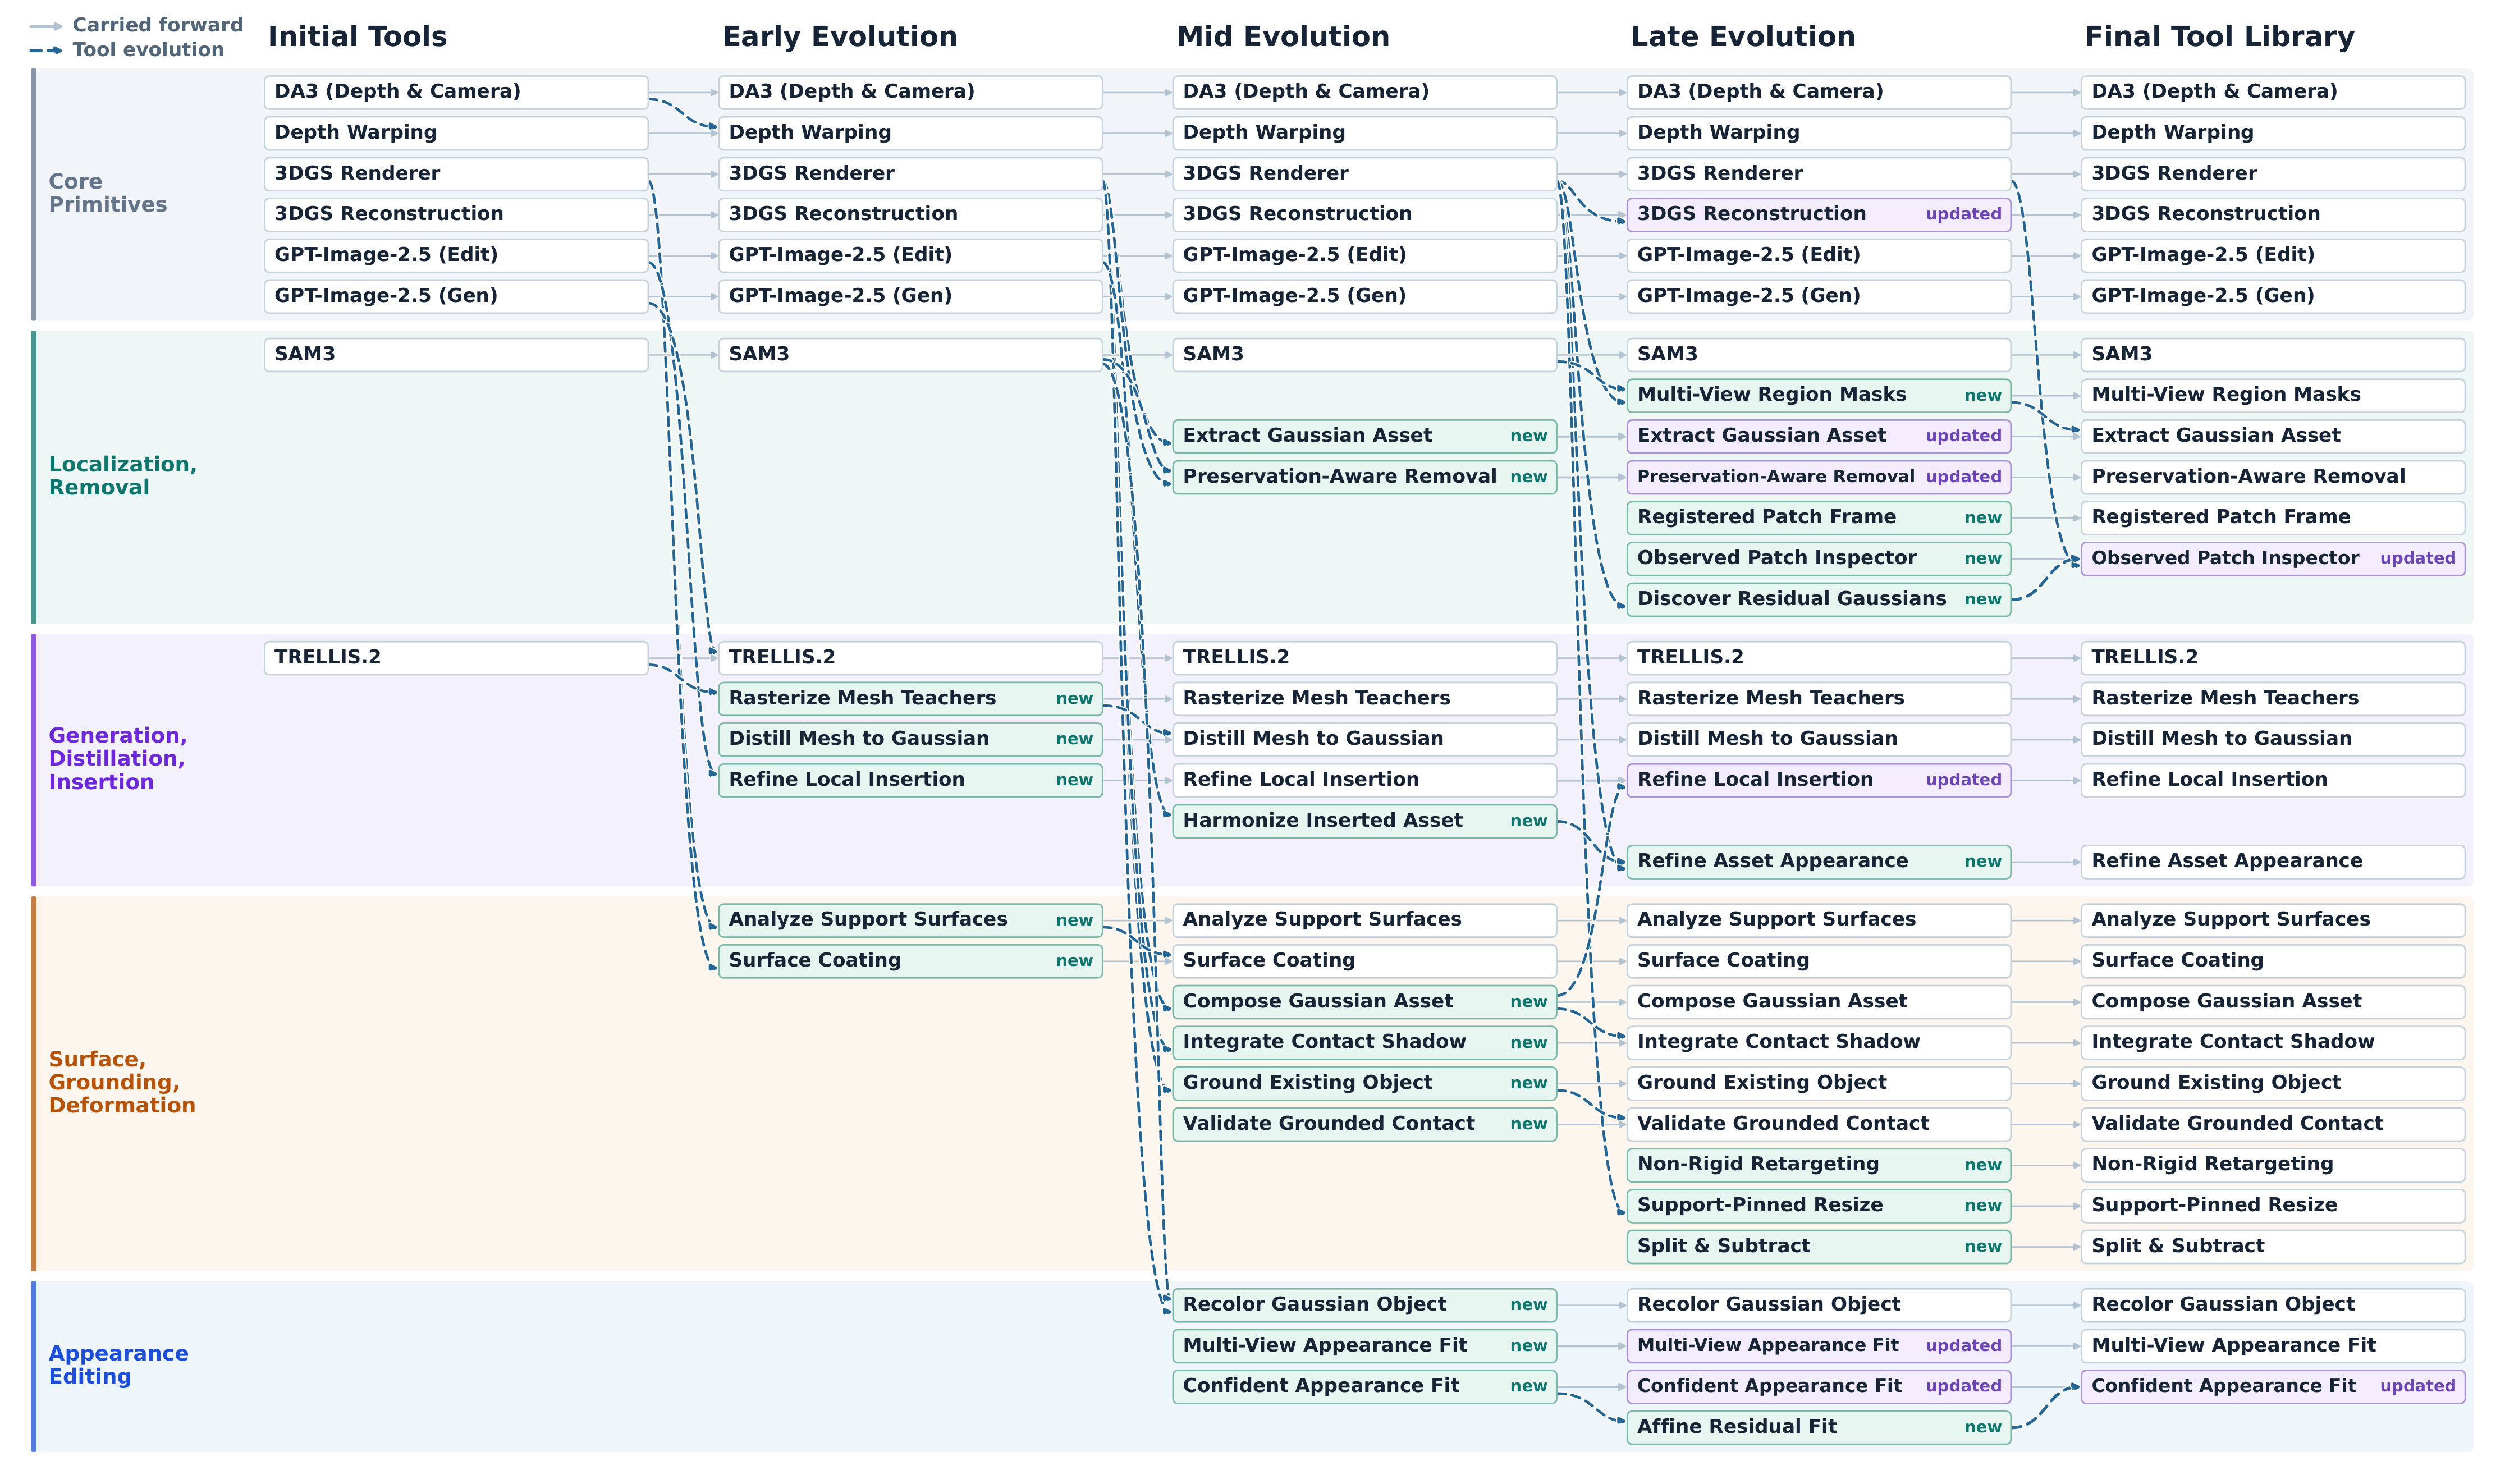 Carried forward
Tool evolution
Initial Tools
Early Evolution
Mid Evolution
Late Evolution
Final Tool Library
Core
Primitives
DA3 (Depth & Camera)
DA3 (Depth & Camera)
DA3 (Depth & Camera)
DA3 (Depth & Camera)
DA3 (Depth & Camera)
Depth Warping
Depth Warping
Depth Warping
Depth Warping
Depth Warping
3DGS Renderer
3DGS Renderer
3DGS Renderer
3DGS Renderer
3DGS Renderer
3DGS Reconstruction
3DGS Reconstruction
3DGS Reconstruction
3DGS Reconstruction updated
3DGS Reconstruction
GPT-Image-2.5 (Edit)
GPT-Image-2.5 (Edit)
GPT-Image-2.5 (Edit)
GPT-Image-2.5 (Edit)
GPT-Image-2.5 (Edit)
GPT-Image-2.5 (Gen)
GPT-Image-2.5 (Gen)
GPT-Image-2.5 (Gen)
GPT-Image-2.5 (Gen)
GPT-Image-2.5 (Gen)
Localization,
Removal
SAM3
SAM3
SAM3
SAM3
SAM3
Multi-View Region Masks new
Multi-View Region Masks
Extract Gaussian Asset new
Extract Gaussian Asset updated
Extract Gaussian Asset
Preservation-Aware Removal new
Preservation-Aware Removal updated
Preservation-Aware Removal
Registered Patch Frame new
Registered Patch Frame
Observed Patch Inspector new
Observed Patch Inspector updated
Discover Residual Gaussians new
Generation,
Distillation,
Insertion
TRELLIS.2
TRELLIS.2
TRELLIS.2
TRELLIS.2
TRELLIS.2
Rasterize Mesh Teachers new
Rasterize Mesh Teachers
Rasterize Mesh Teachers
Rasterize Mesh Teachers
Distill Mesh to Gaussian new
Distill Mesh to Gaussian
Distill Mesh to Gaussian
Distill Mesh to Gaussian
Refine Local Insertion new
Refine Local Insertion
Refine Local Insertion updated
Refine Local Insertion
Harmonize Inserted Asset new
Refine Asset Appearance new
Refine Asset Appearance
Surface,
Grounding,
Deformation
Analyze Support Surfaces new
Analyze Support Surfaces
Analyze Support Surfaces
Analyze Support Surfaces
Surface Coating new
Surface Coating
Surface Coating
Surface Coating
Compose Gaussian Asset new
Compose Gaussian Asset
Compose Gaussian Asset
Integrate Contact Shadow new
Integrate Contact Shadow
Integrate Contact Shadow
Ground Existing Object new
Ground Existing Object
Ground Existing Object
Validate Grounded Contact new
Validate Grounded Contact
Validate Grounded Contact
Non-Rigid Retargeting new
Non-Rigid Retargeting
Support-Pinned Resize new
Support-Pinned Resize
Split & Subtract new
Split & Subtract
Appearance
Editing
Recolor Gaussian Object new
Recolor Gaussian Object
Recolor Gaussian Object
Multi-View Appearance Fit new
Multi-View Appearance Fit updated
Multi-View Appearance Fit
Confident Appearance Fit new
Confident Appearance Fit updated
Confident Appearance Fit updated
Affine Residual Fit new